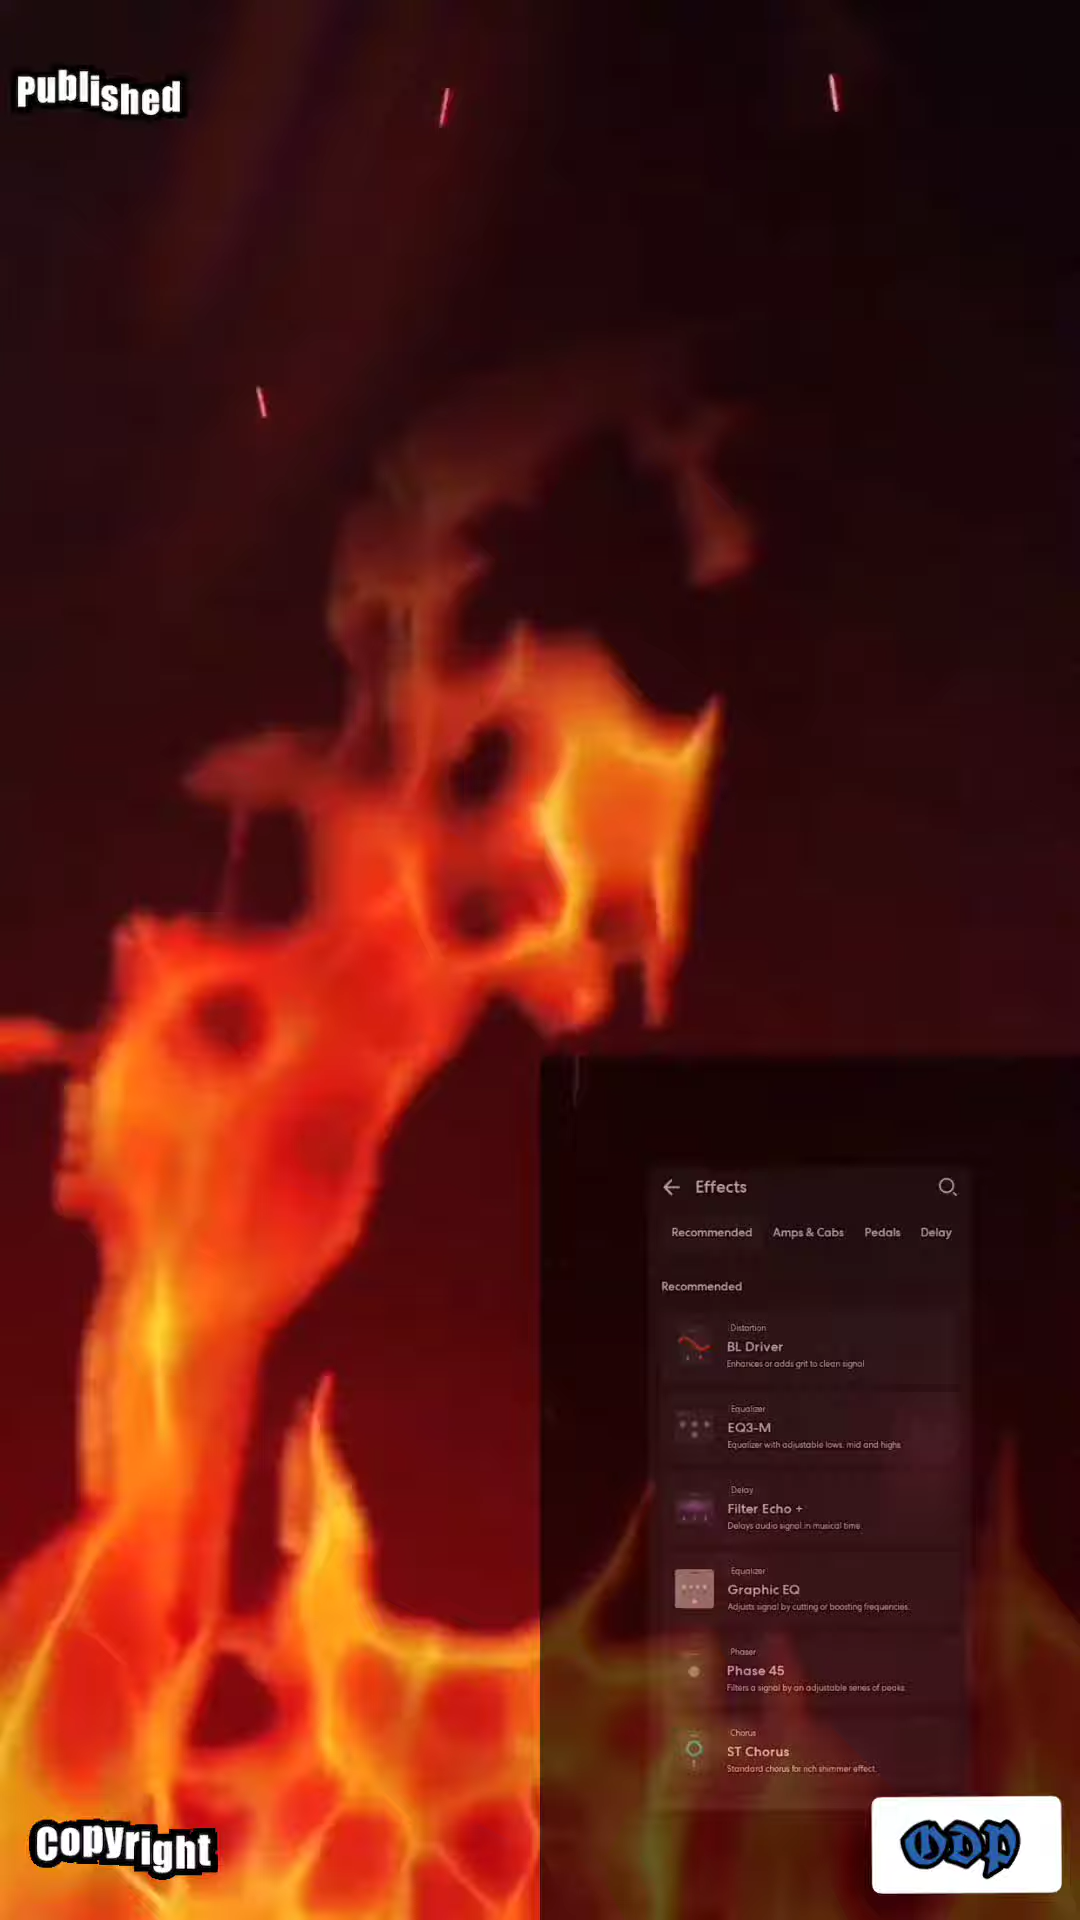 Published
Effects
Recommended Amps & Cabs Pedals Delay
Recommended
Distortion
BL Driver
Enhances or adds grit to clean signal
Equalizer
EQ3-M
Equalizer with adjustable lows, mid and highs
Delay
Filter Echo +
Delays audio signal in musical time.
Equalizer
Graphic EQ
Adjusts signal by cutting or boosting frequencies.
Phaser
Phase 45
Filters a signal by an adjustable series of peaks.
Chorus
ST Chorus
Standard chorus for rich shimmer effect.
Copyright
ODP